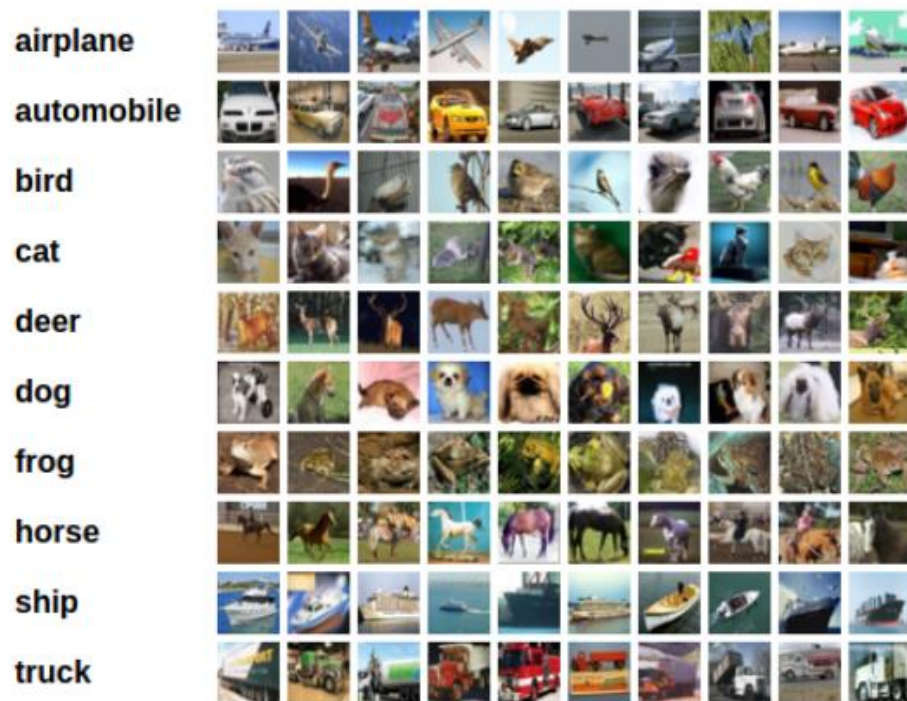 airplane
automobile
bird
cat
deer
dog
frog
horse
ship
truck